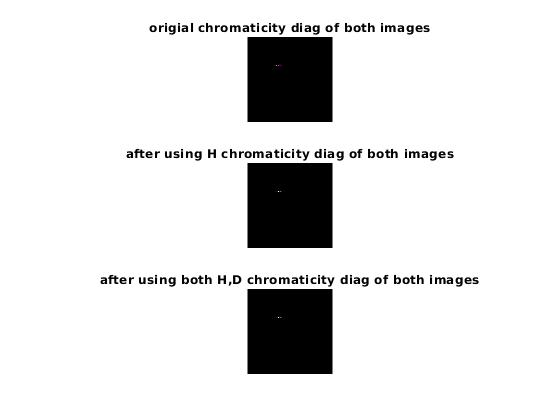 origial chromaticity diag of both images
after using H chromaticity diag of both images
after using both H,D chromaticity diag of both images